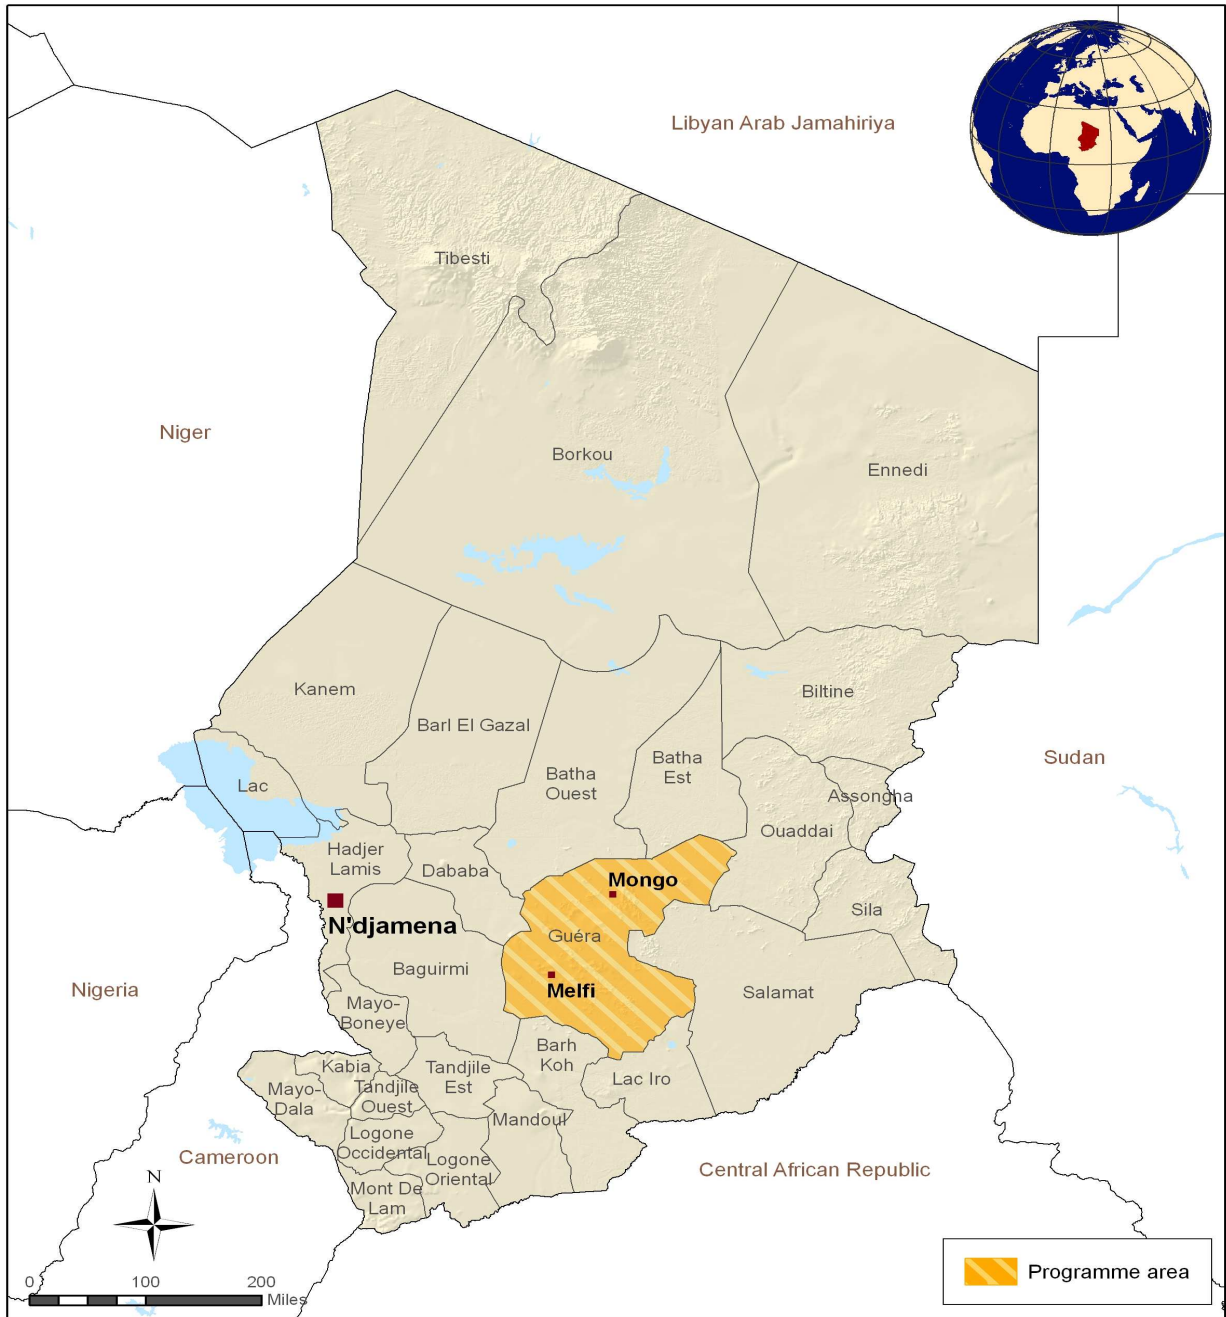 Libyan Arab Jamahiriya
Tibesti
Niger
Borkou
Ennedi
Kanem
Barl El Gazal
Biltine
Batha
Est
Batha
Ouest
Sudan
Lac
Assongha
Ouaddai
Hadjer
Lamis
Dababa
Mongo
Sila
N'djamena
Guéra
Baguirmi
Nigeria
Melfi
Salamat
Mayo-
Boneye
Barh
Koh
Kabia
Tandjile
Est
Lac Iro
Mayo-
Dala
Tandjile
Ouest
Mandoul
Logone
Occidental
Cameroon
Logone
Oriental
Central African Republic
Mont De
Lam
N
Programme area
0 100 200
Miles